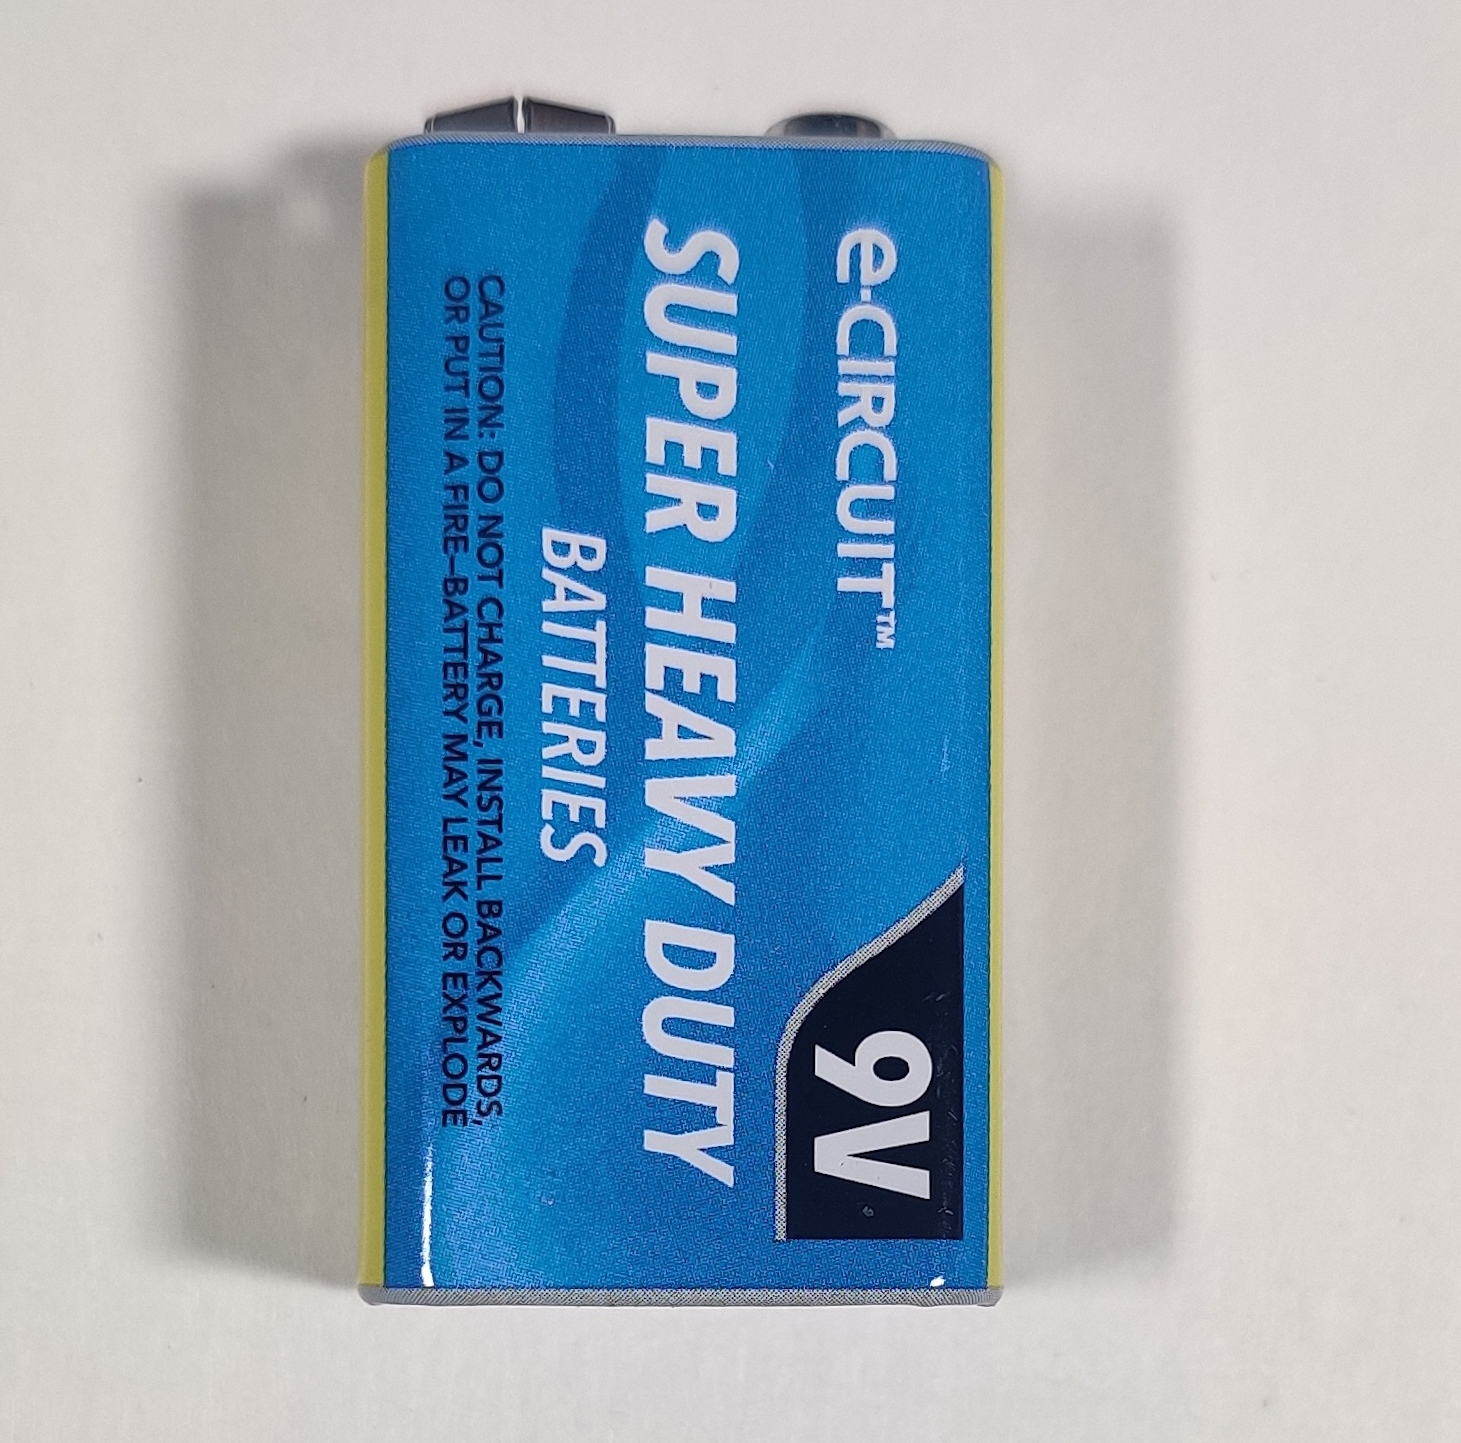 e·CIRCUIT™
SUPER HEAVY DUTY
BATTERIES
CAUTION: DO NOT CHARGE, INSTALL BACKWARDS,
OR PUT IN A FIRE–BATTERY MAY LEAK OR EXPLODE
9V